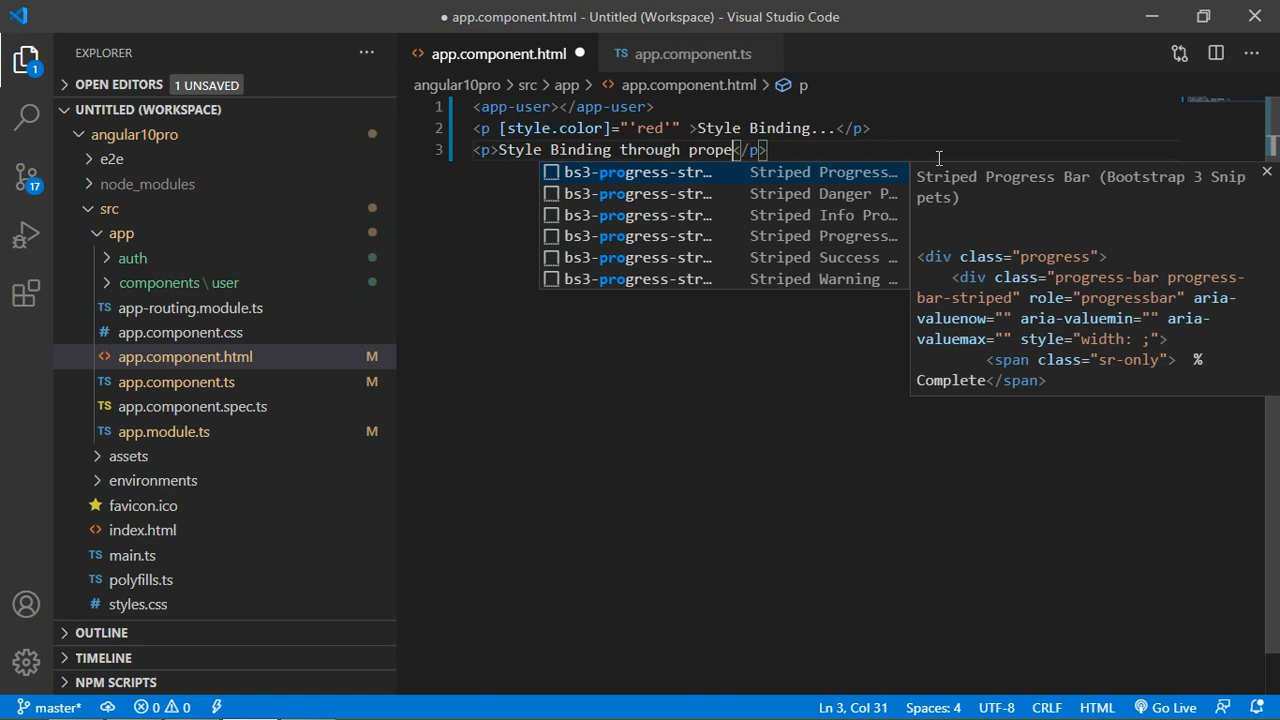 ● app.component.html - Untitled (Workspace) - Visual Studio Code
EXPLORER
OPEN EDITORS 1 UNSAVED
UNTITLED (WORKSPACE)
angular10pro
e2e
node_modules
src
app
auth
components \ user
app-routing.module.ts
app.component.css
app.component.html M
app.component.ts M
app.component.spec.ts
app.module.ts M
assets
environments
favicon.ico
index.html
main.ts
polyfills.ts
styles.css
OUTLINE
TIMELINE
NPM SCRIPTS
1
17
app.component.html ●
TS app.component.ts
angular10pro > src > app > app.component.html > p
1 <app-user></app-user>
2 <p [style.color]="'red'" >Style Binding...</p>
3 <p>Style Binding through prope</p>
bs3-progress-str… Striped Progress…
bs3-progress-str… Striped Danger P…
bs3-progress-str… Striped Info Pro…
bs3-progress-str… Striped Progress…
bs3-progress-str… Striped Success …
bs3-progress-str… Striped Warning …
Striped Progress Bar (Bootstrap 3 Snip
pets)
<div class="progress">
<div class="progress-bar progress-
bar-striped" role="progressbar" aria-
valuenow="" aria-valuemin="" aria-
valuemax="" style="width: ;">
<span class="sr-only"> %
Complete</span>
master* 0 0
Ln 3, Col 31 Spaces: 4 UTF-8 CRLF HTML Go Live